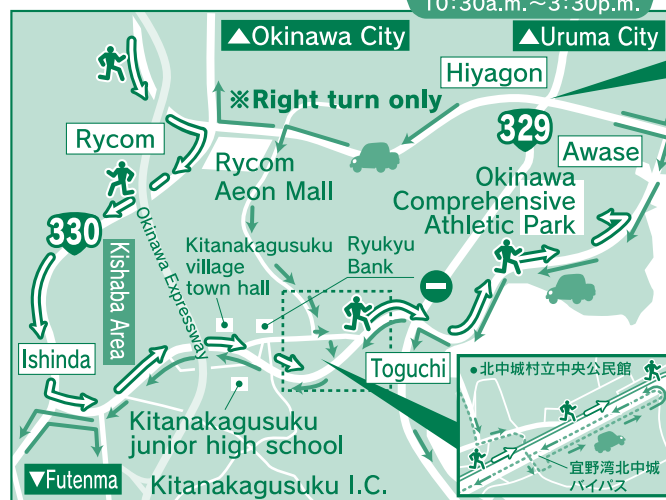 10:30a.m.~3:30p.m.
▲Okinawa City
▲Uruma City
Hiyagon
※Right turn only
329
Rycom
Awase
Rycom
Aeon Mall
Okinawa
Comprehensive
Athletic Park
330
Okinawa Expressway
Kishaba Area
Kitanakagusuku
village
town hall
Ryukyu
Bank
Ishinda
Toguchi
●北中城村立中央公民館
Kitanakagusuku
junior high school
宜野湾北中城
バイパス
▼Futenma
Kitanakagusuku I.C.